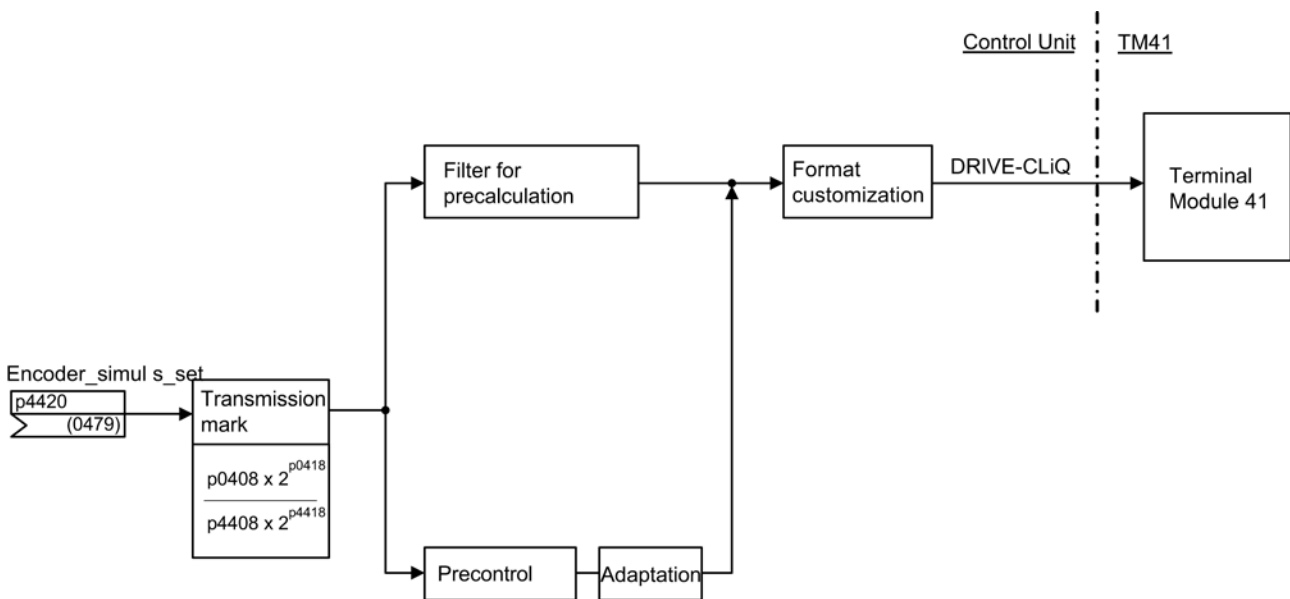 Control Unit
TM41
Filter for
precalculation
Format
customization
DRIVE-CLiQ
Terminal
Module 41
Encoder_simul s_set
p4420
(0479)
Transmission
mark
p0408 x 2^p0418
p4408 x 2^p4418
Precontrol
Adaptation